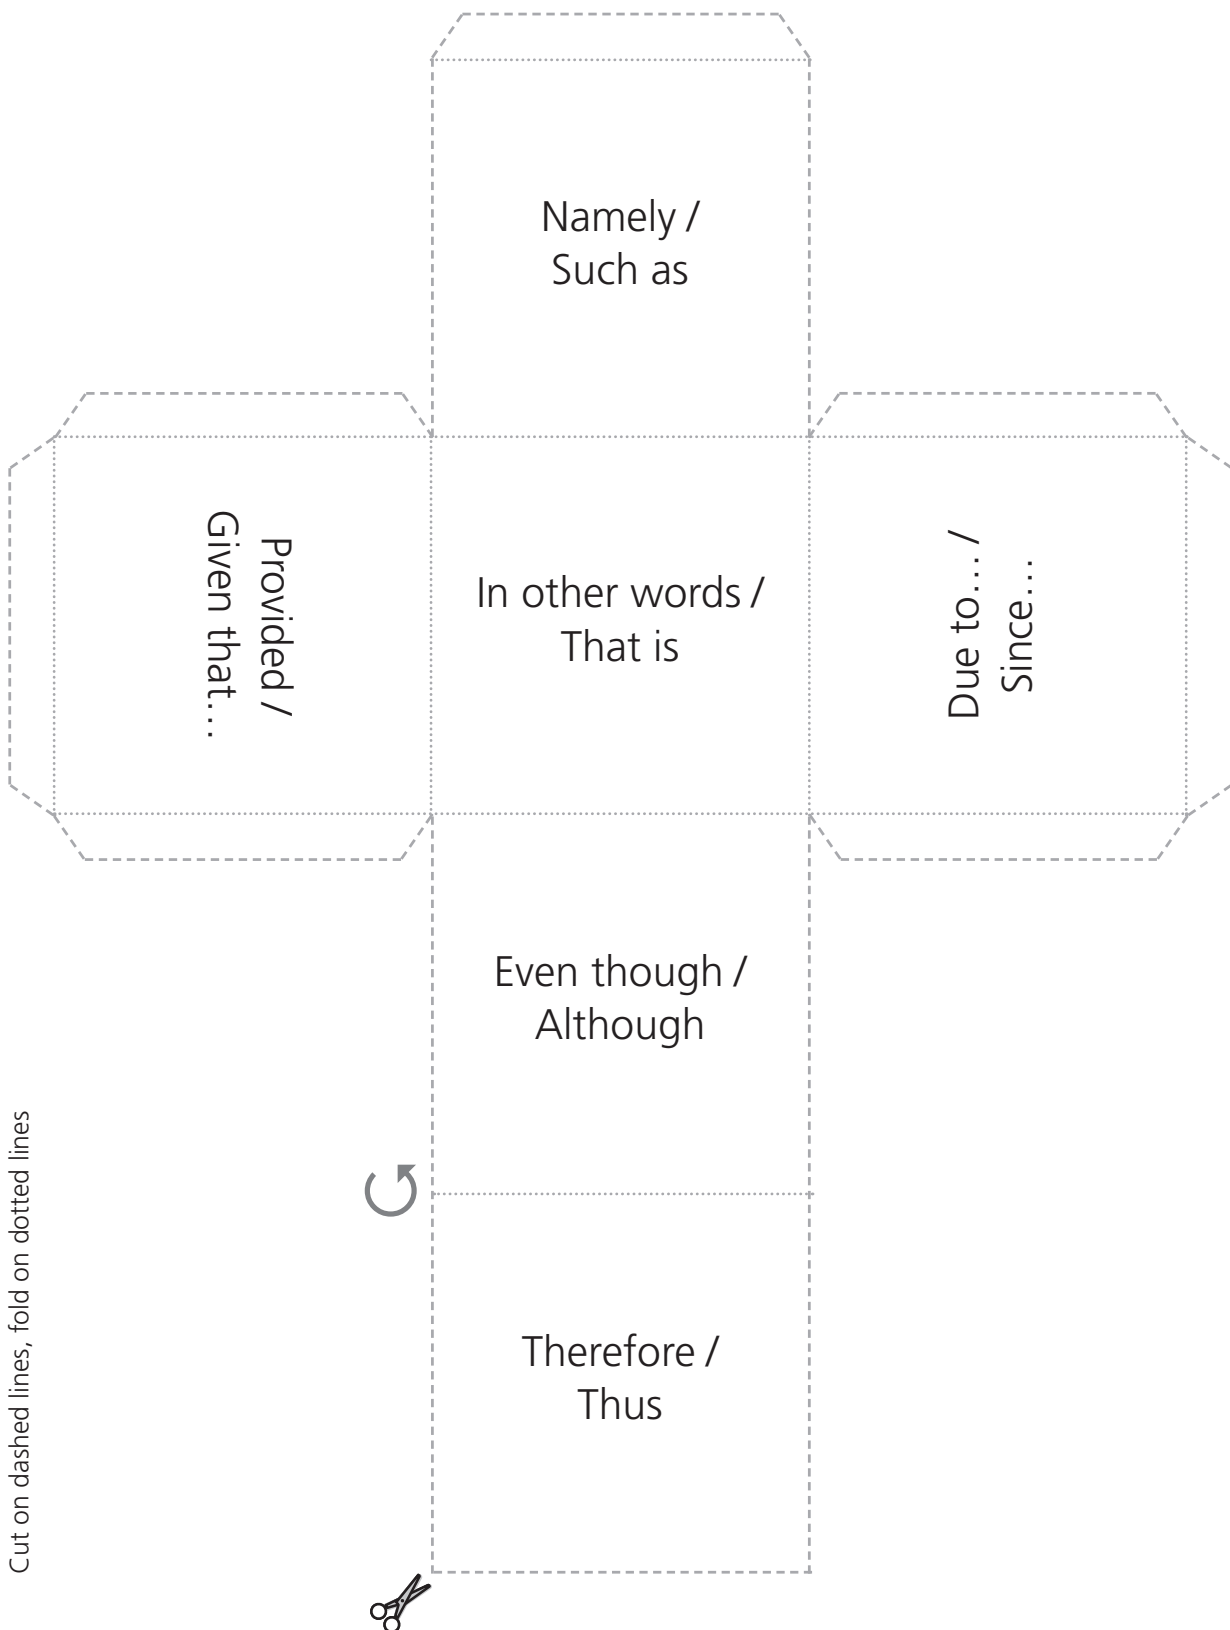 Namely /
Such as
Provided /
Given that…
In other words /
That is
Due to… /
Since…
Even though /
Although
Therefore /
Thus
Cut on dashed lines, fold on dotted lines